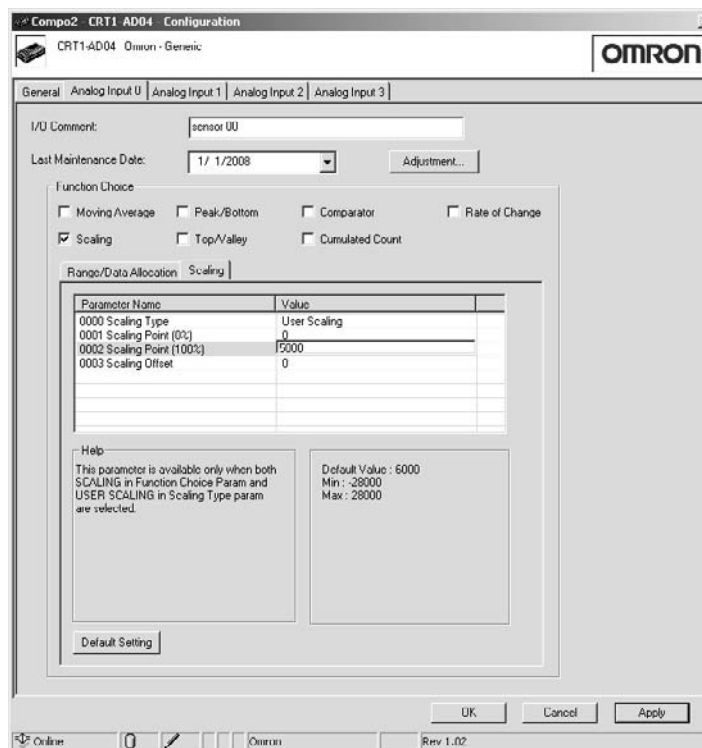 Compo2 - CRT1-AD04 - Configuration
CRT1-AD04 Omron - Generic
OMRON
General Analog Input 0 Analog Input 1 Analog Input 2 Analog Input 3
I/O Comment: sensor 00
Last Maintenance Date: 1/ 1/2008 Adjustment...
Function Choice
Moving Average Peak/Bottom Comparator Rate of Change
Scaling Top/Valley Cumulated Count
Range/Data Allocation Scaling
Parameter Name Value
0000 Scaling Type User Scaling
0001 Scaling Point (0%) 0
0002 Scaling Point (100%) 5000
0003 Scaling Offset 0
Help
This parameter is available only when both
SCALING in Function Choice Param and
USER SCALING in Scaling Type param
are selected.
Default Value : 6000
Min : -28000
Max : 28000
Default Setting
OK Cancel Apply
Online Omron Rev 1.02